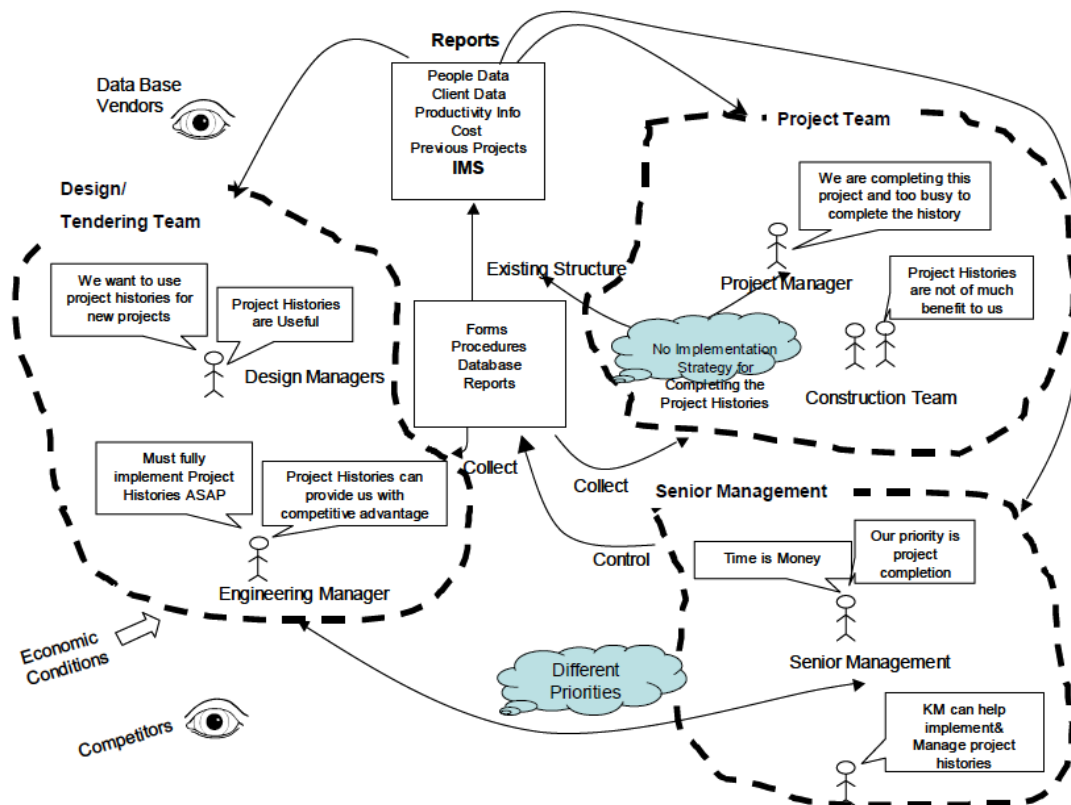 Reports
People Data
Client Data
Productivity Info
Cost
Previous Projects
IMS
Data Base
Vendors
Project Team
We are completing this
project and too busy to
complete the history
Project Manager
Project Histories
are not of much
benefit to us
Construction Team
Design/
Tendering Team
We want to use
project histories for
new projects
Project Histories
are Useful
Design Managers
Existing Structure
Forms
Procedures
Database
Reports
No Implementation
Strategy for
Completing the
Project Histories
Must fully
implement Project
Histories ASAP
Project Histories can
provide us with
competitive advantage
Engineering Manager
Collect
Collect
Control
Senior Management
Time is Money
Our priority is
project
completion
Senior Management
KM can help
implement&
Manage project
histories
Different
Priorities
Economic
Conditions
Competitors